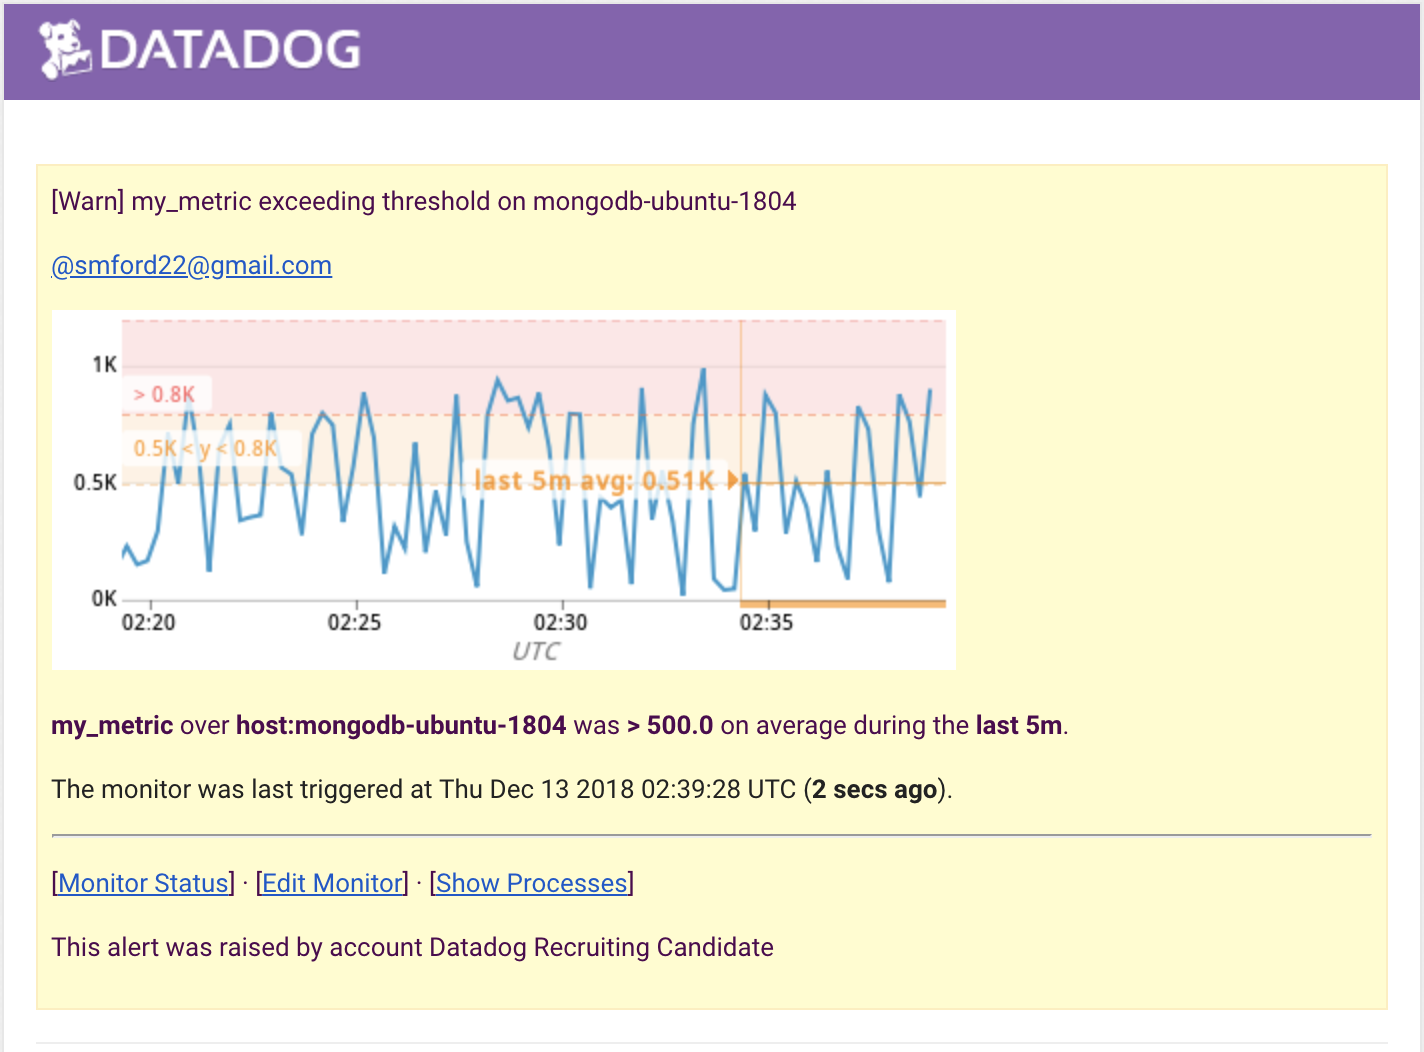 DATADOG
[Warn] my_metric exceeding threshold on mongodb-ubuntu-1804
@smford22@gmail.com
1K
> 0.8K
0.5K < y < 0.8K
0.5K
last 5m avg: 0.51K
0K
02:20 02:25 02:30 02:35
UTC
my_metric over host:mongodb-ubuntu-1804 was > 500.0 on average during the last 5m.
The monitor was last triggered at Thu Dec 13 2018 02:39:28 UTC (2 secs ago).
[Monitor Status] · [Edit Monitor] · [Show Processes]
This alert was raised by account Datadog Recruiting Candidate